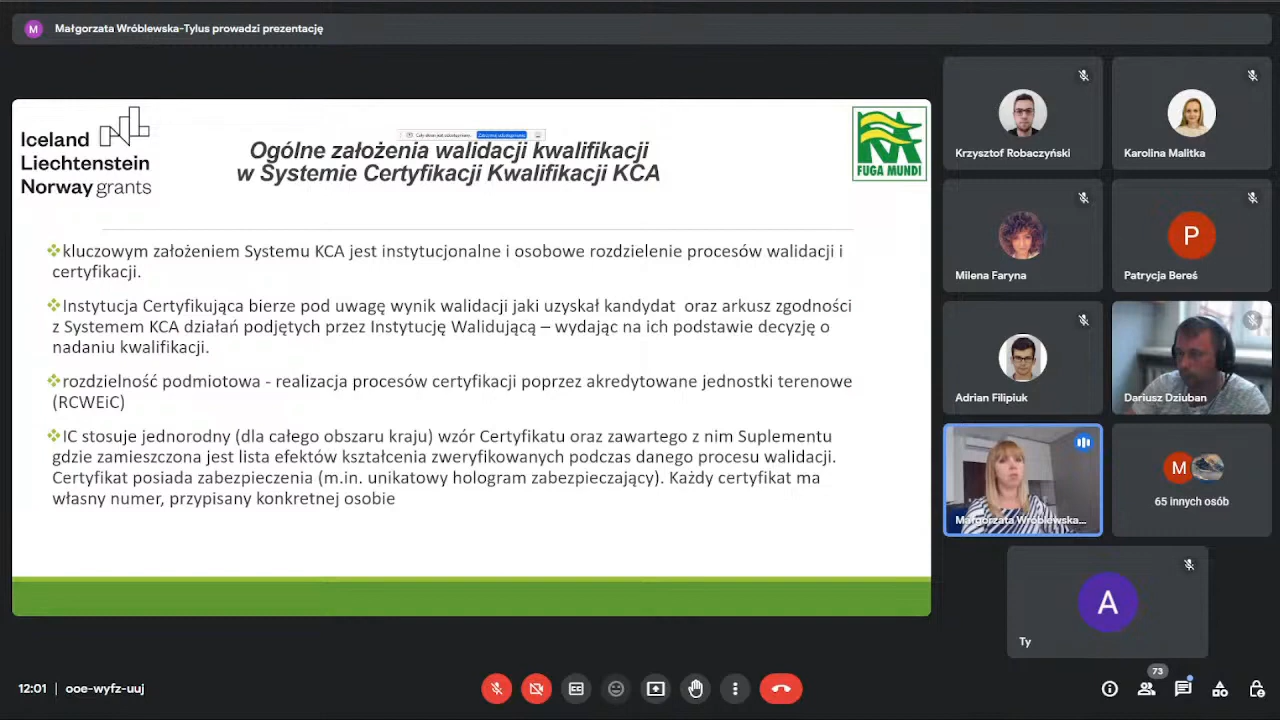 M
Małgorzata Wróblewska-Tylus prowadzi prezentację
Iceland
Liechtenstein
Norway grants
Ogólne założenia walidacji kwalifikacji
w Systemie Certyfikacji Kwalifikacji KCA
FUGA MUNDI
kluczowym założeniem Systemu KCA jest instytucjonalne i osobowe rozdzielenie procesów walidacji i
certyfikacji.
Instytucja Certyfikująca bierze pod uwagę wynik walidacji jaki uzyskał kandydat oraz arkusz zgodności
z Systemem KCA działań podjętych przez Instytucję Walidującą – wydając na ich podstawie decyzję o
nadaniu kwalifikacji.
rozdzielność podmiotowa - realizacja procesów certyfikacji poprzez akredytowane jednostki terenowe
(RCWEiC)
IC stosuje jednorodny (dla całego obszaru kraju) wzór Certyfikatu oraz zawartego z nim Suplementu
gdzie zamieszczona jest lista efektów kształcenia zweryfikowanych podczas danego procesu walidacji.
Certyfikat posiada zabezpieczenia (m.in. unikatowy hologram zabezpieczający). Każdy certyfikat ma
własny numer, przypisany konkretnej osobie
Krzysztof Robaczyński
Karolina Malitka
Milena Faryna
P
Patrycja Bereś
Adrian Filipiuk
Dariusz Dziuban
Małgorzata Wróblewska...
M
65 innych osób
A
Ty
12:01 | ooe-wyfz-uuj
73